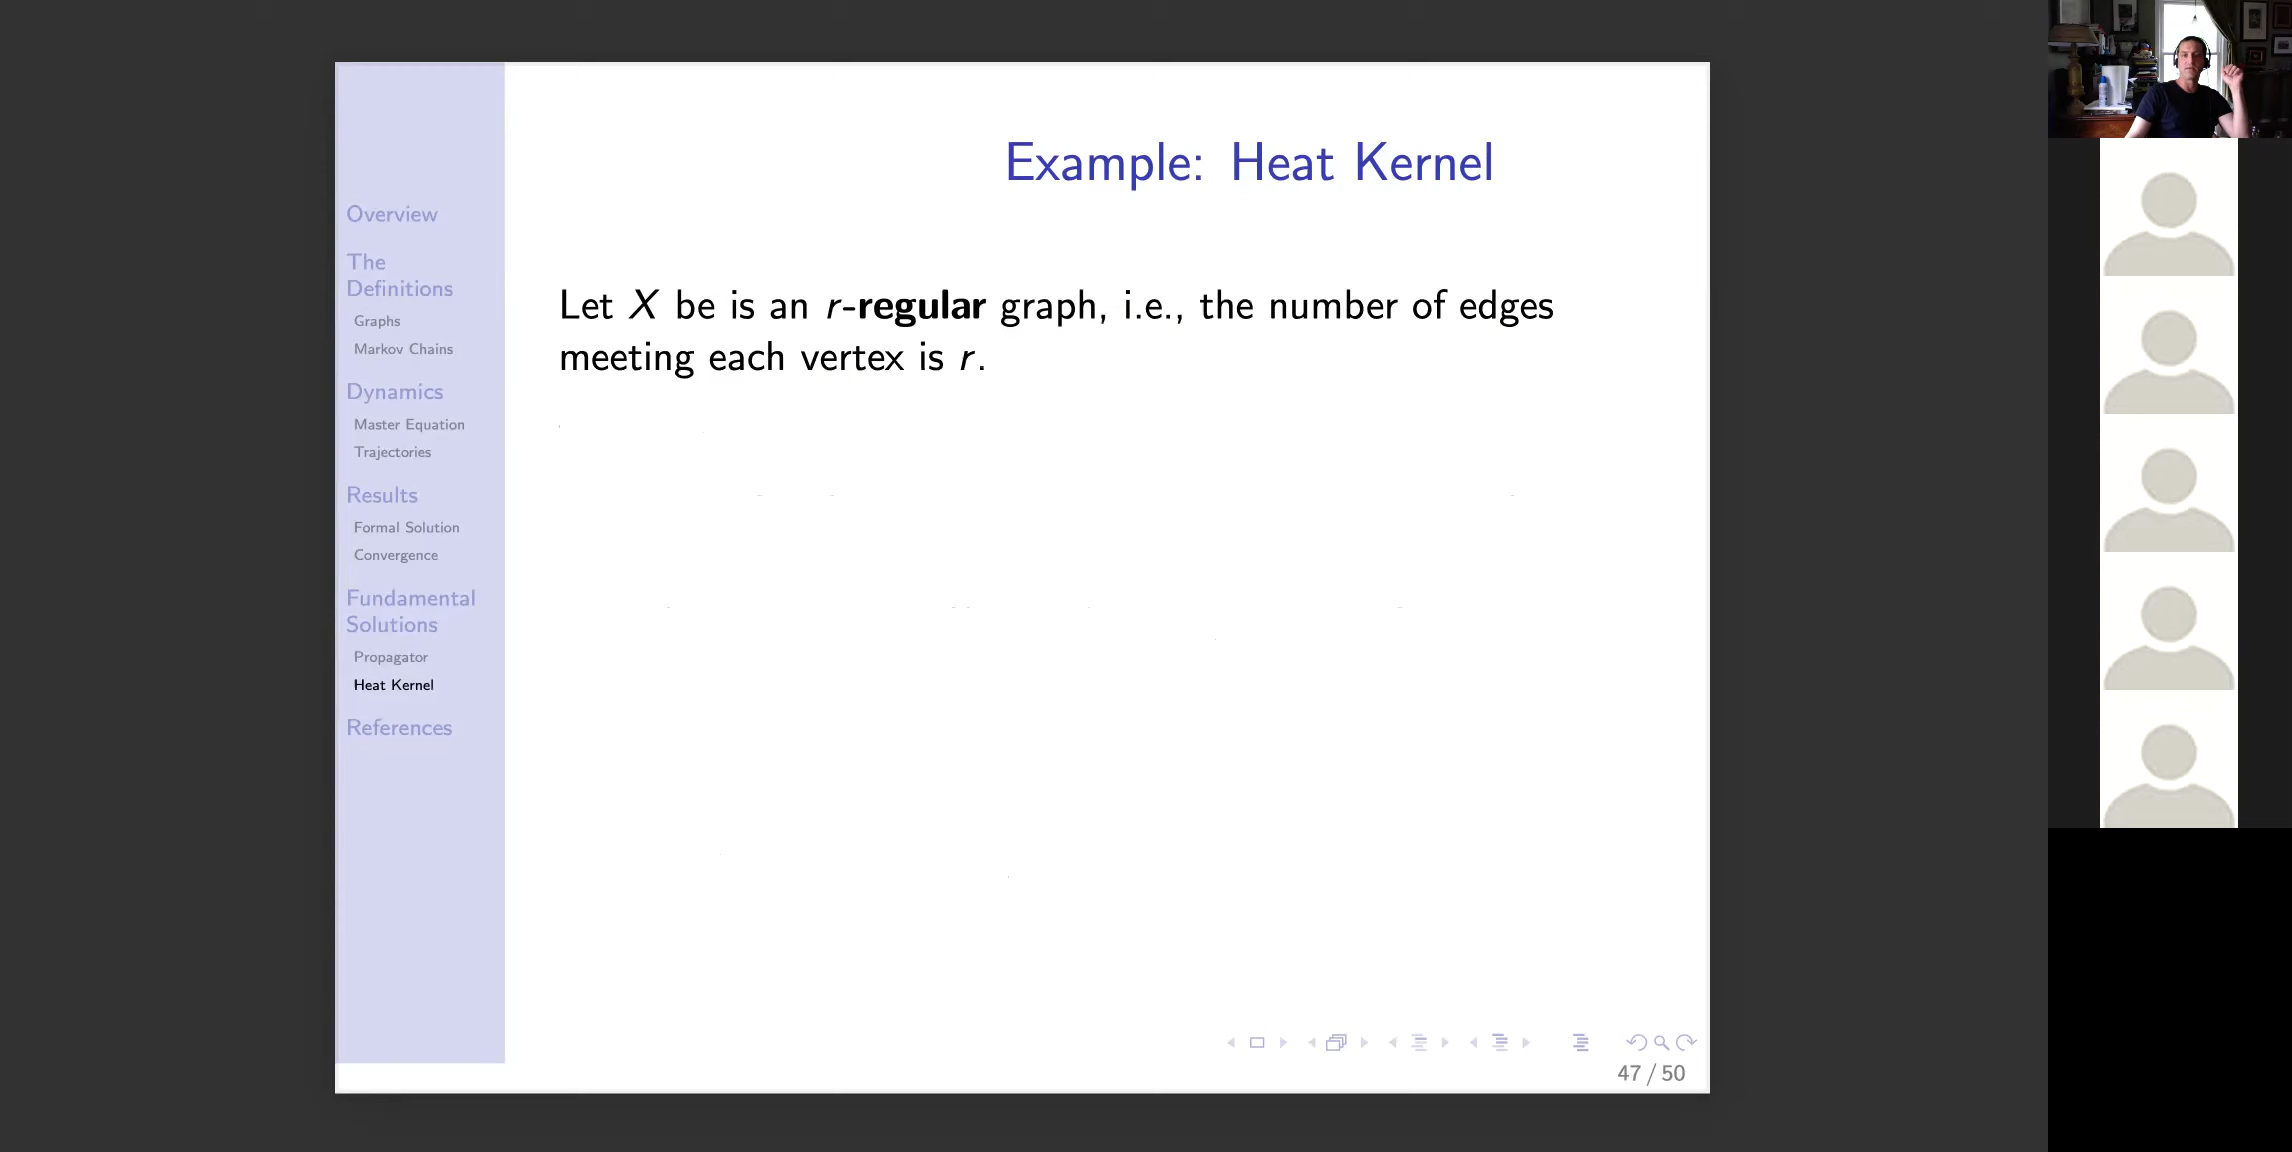 Example: Heat Kernel
Overview
The
Definitions
Graphs
Markov Chains
Dynamics
Master Equation
Trajectories
Results
Formal Solution
Convergence
Fundamental
Solutions
Propagator
Heat Kernel
References
Let X be is an r-regular graph, i.e., the number of edges
meeting each vertex is r.
47 / 50